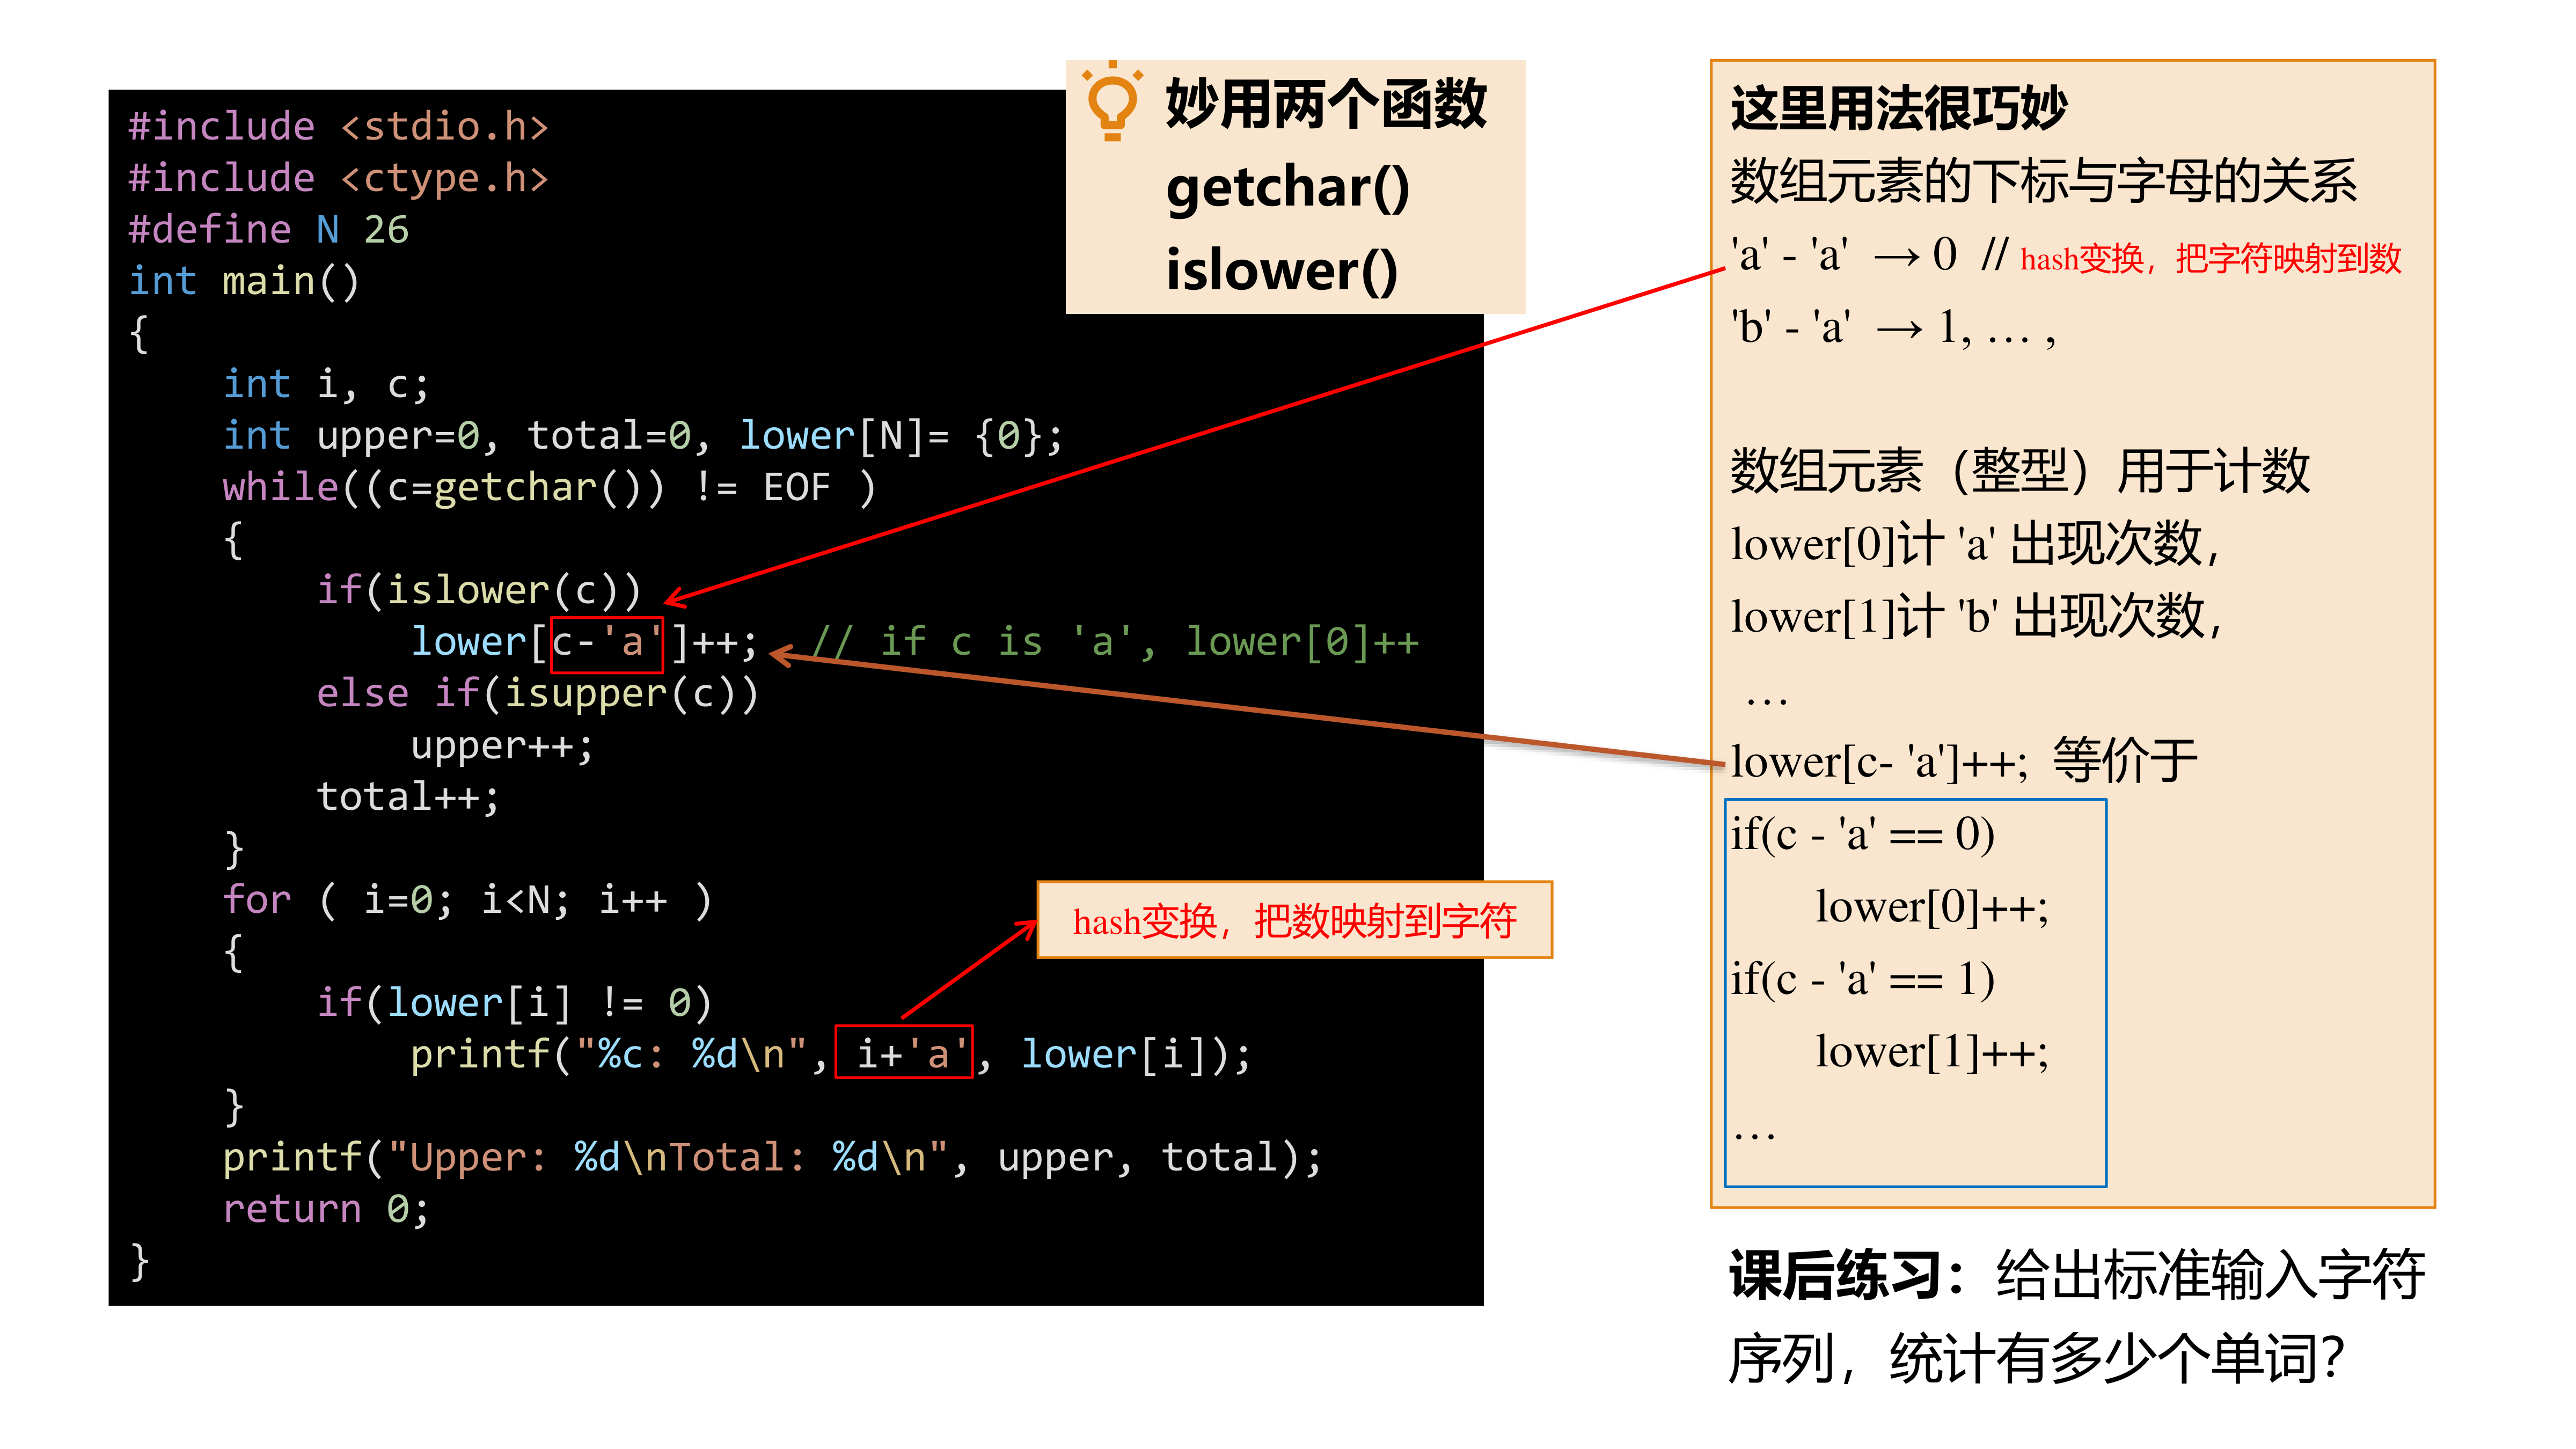 #include <stdio.h>
#include <ctype.h>
#define N 26
int main()
{
    int i, c;
    int upper=0, total=0, lower[N]= {0};
    while((c=getchar()) != EOF )
    {
        if(islower(c))
            lower[c-'a']++;  // if c is 'a', lower[0]++
        else if(isupper(c))
            upper++;
        total++;
    }
    for ( i=0; i<N; i++ )
    {
        if(lower[i] != 0)
            printf("%c: %d\n", i+'a', lower[i]);
    }
    printf("Upper: %d\nTotal: %d\n", upper, total);
    return 0;
}
妙用两个函数
getchar()
islower()
hash变换，把数映射到字符
这里用法很巧妙
数组元素的下标与字母的关系
'a' - 'a' → 0 // hash变换，把字符映射到数
'b' - 'a' → 1, … ,
数组元素（整型）用于计数
lower[0]计 'a' 出现次数，
lower[1]计 'b' 出现次数，
…
lower[c- 'a']++; 等价于
if(c - 'a' == 0)
    lower[0]++;
if(c - 'a' == 1)
    lower[1]++;
…
课后练习：给出标准输入字符
序列，统计有多少个单词？